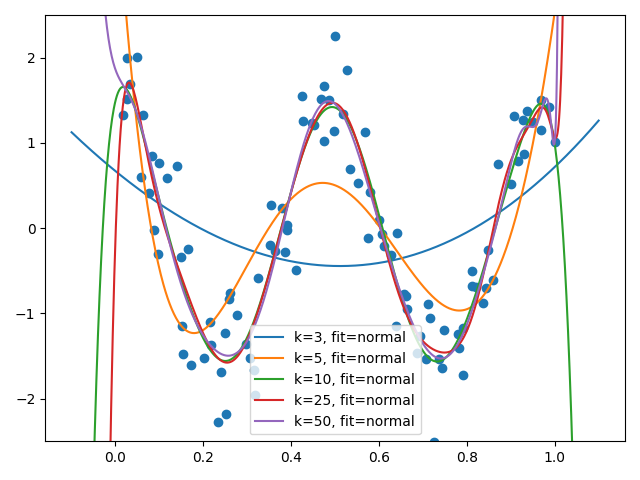 2
1
0
−1
−2
k=3, fit=normal
k=5, fit=normal
k=10, fit=normal
k=25, fit=normal
k=50, fit=normal
0.0 0.2 0.4 0.6 0.8 1.0